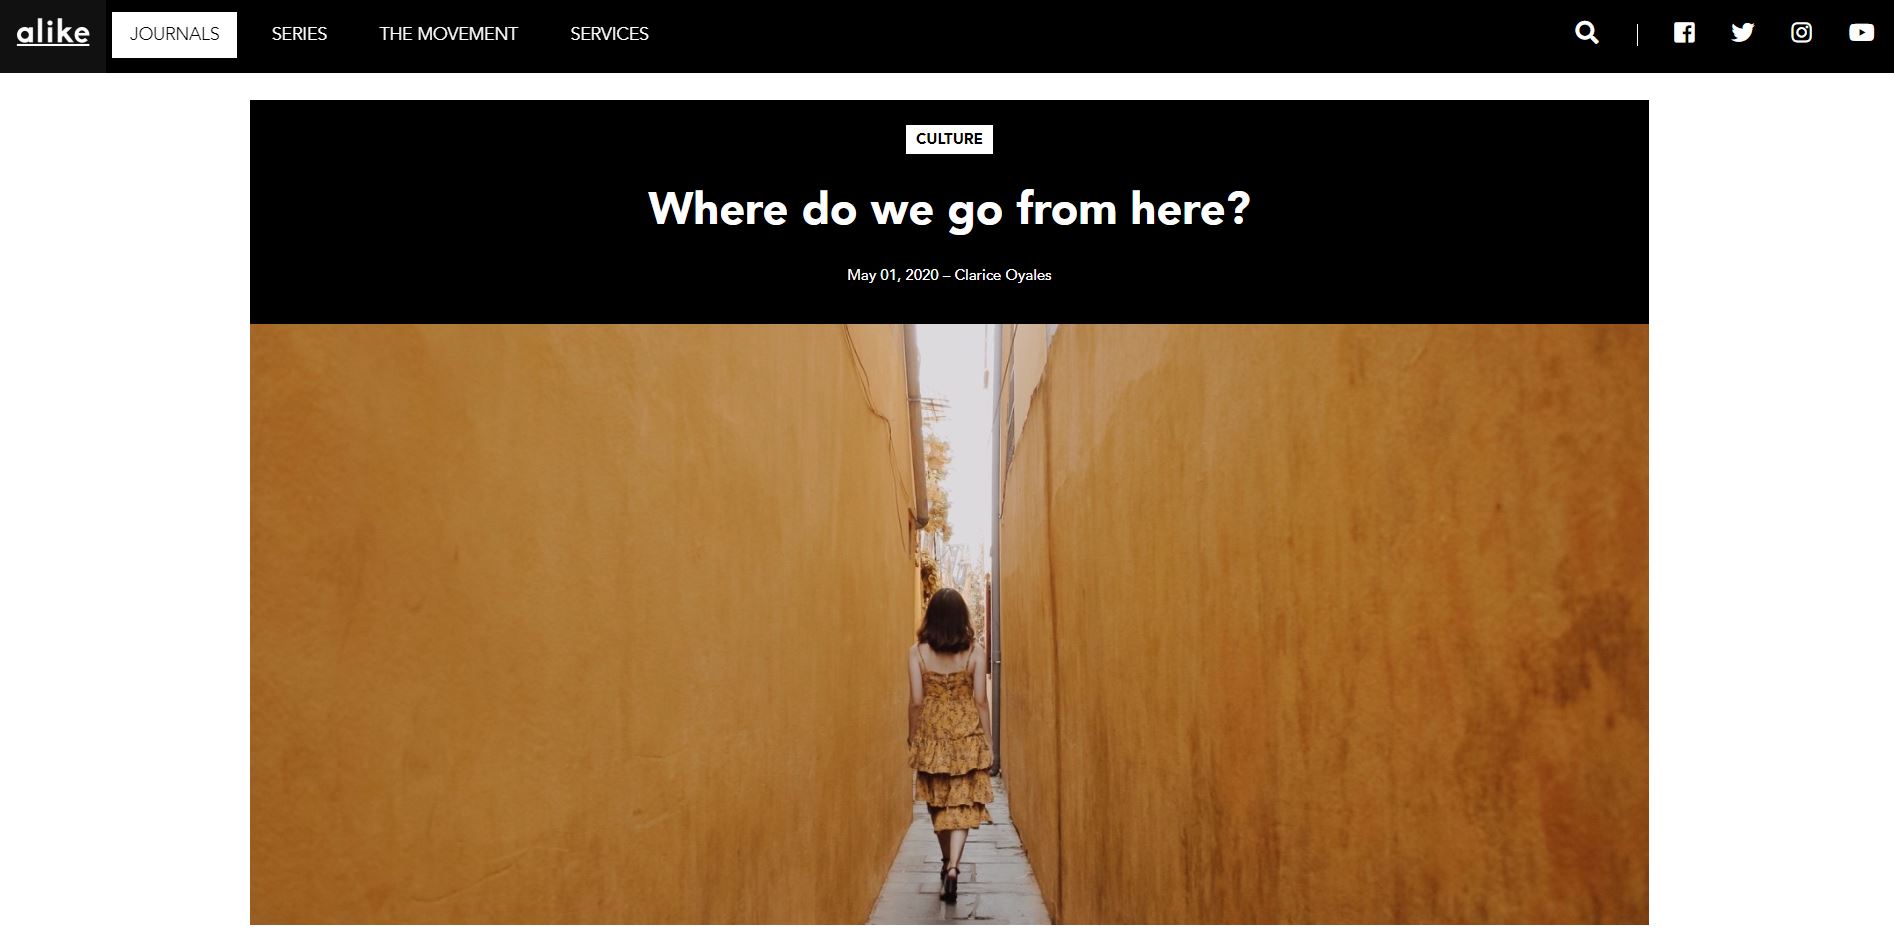 alike
JOURNALS
SERIES
THE MOVEMENT
SERVICES
CULTURE
Where do we go from here?
May 01, 2020 – Clarice Oyales